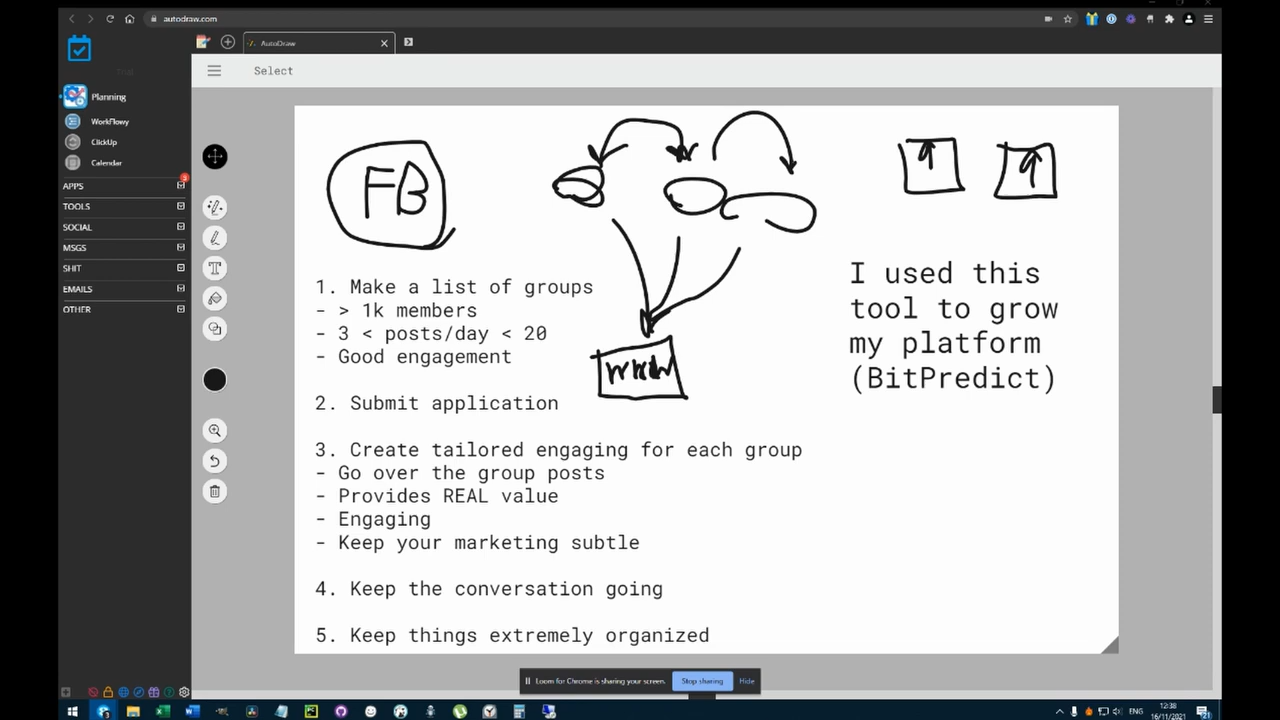 autodraw.com
AutoDraw
Select
Trial
Planning
WorkFlowy
ClickUp
Calendar
3
APPS
TOOLS
SOCIAL
MSGS
SHIT
EMAILS
OTHER
FB
www
1. Make a list of groups
- > 1k members
- 3 < posts/day < 20
- Good engagement
2. Submit application
3. Create tailored engaging for each group
- Go over the group posts
- Provides REAL value
- Engaging
- Keep your marketing subtle
4. Keep the conversation going
5. Keep things extremely organized
I used this
tool to grow
my platform
(BitPredict)
Loom for Chrome is sharing your screen.
Stop sharing
Hide
ENG
12:38
16/11/2021